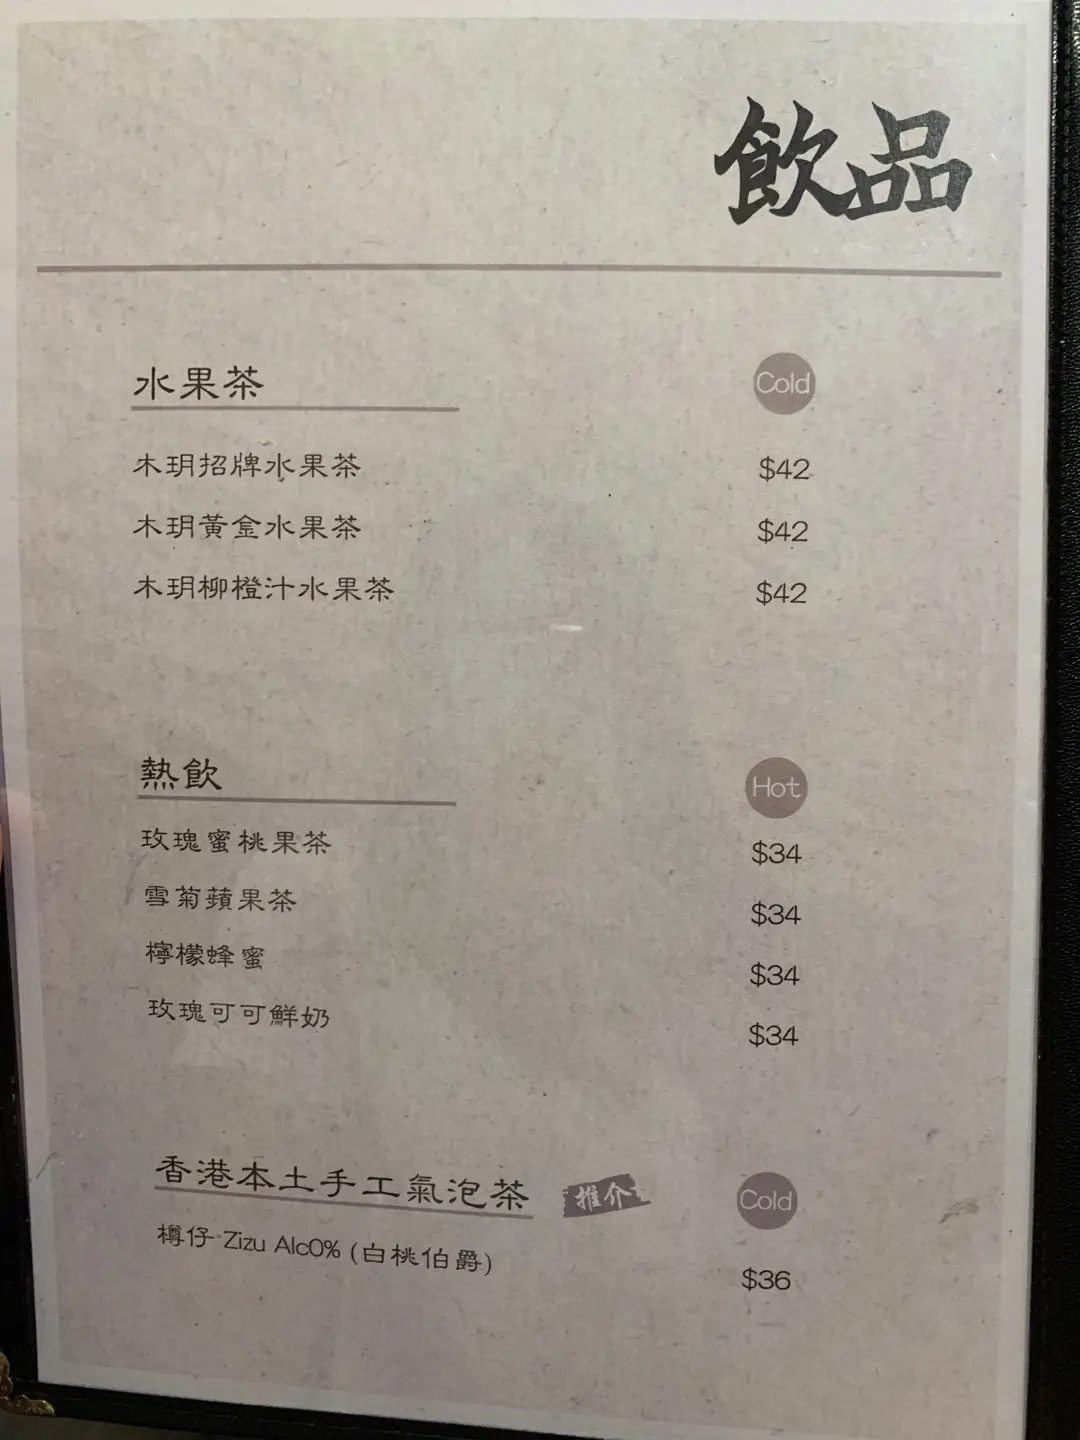 飲品
水果茶 Cold
木玥招牌水果茶 $42
木玥黃金水果茶 $42
木玥柳橙汁水果茶 $42
熱飲 Hot
玫瑰蜜桃果茶 $34
雪菊蘋果茶 $34
檸檬蜂蜜 $34
玫瑰可可鮮奶 $34
香港本土手工氣泡茶 推介 Cold
樽仔 Zizu Alc0% (白桃伯爵) $36